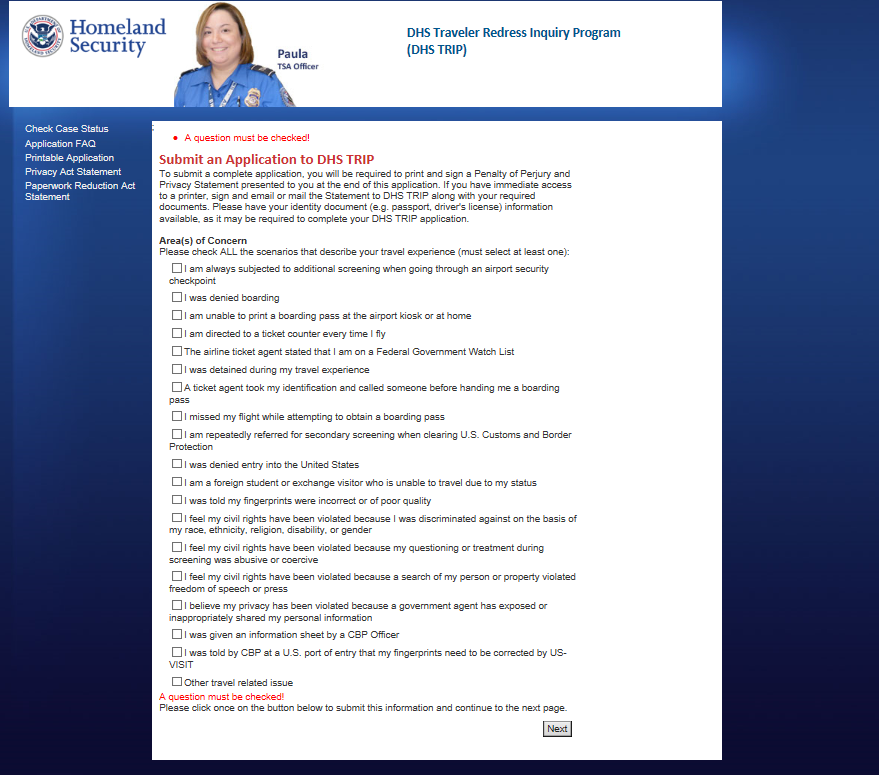 Homeland
Security
Paula
TSA Officer
DHS Traveler Redress Inquiry Program
(DHS TRIP)
Check Case Status
Application FAQ
Printable Application
Privacy Act Statement
Paperwork Reduction Act
Statement
A question must be checked!
Submit an Application to DHS TRIP
To submit a complete application, you will be required to print and sign a Penalty of Perjury and
Privacy Statement presented to you at the end of this application. If you have immediate access
to a printer, sign and email or mail the Statement to DHS TRIP along with your required
documents. Please have your identity document (e.g. passport, driver's license) information
available, as it may be required to complete your DHS TRIP application.
Area(s) of Concern
Please check ALL the scenarios that describe your travel experience (must select at least one):
I am always subjected to additional screening when going through an airport security
checkpoint
I was denied boarding
I am unable to print a boarding pass at the airport kiosk or at home
I am directed to a ticket counter every time I fly
The airline ticket agent stated that I am on a Federal Government Watch List
I was detained during my travel experience
A ticket agent took my identification and called someone before handing me a boarding
pass
I missed my flight while attempting to obtain a boarding pass
I am repeatedly referred for secondary screening when clearing U.S. Customs and Border
Protection
I was denied entry into the United States
I am a foreign student or exchange visitor who is unable to travel due to my status
I was told my fingerprints were incorrect or of poor quality
I feel my civil rights have been violated because I was discriminated against on the basis of
my race, ethnicity, religion, disability, or gender
I feel my civil rights have been violated because my questioning or treatment during
screening was abusive or coercive
I feel my civil rights have been violated because a search of my person or property violated
freedom of speech or press
I believe my privacy has been violated because a government agent has exposed or
inappropriately shared my personal information
I was given an information sheet by a CBP Officer
I was told by CBP at a U.S. port of entry that my fingerprints need to be corrected by US-
VISIT
Other travel related issue
A question must be checked!
Please click once on the button below to submit this information and continue to the next page.
Next